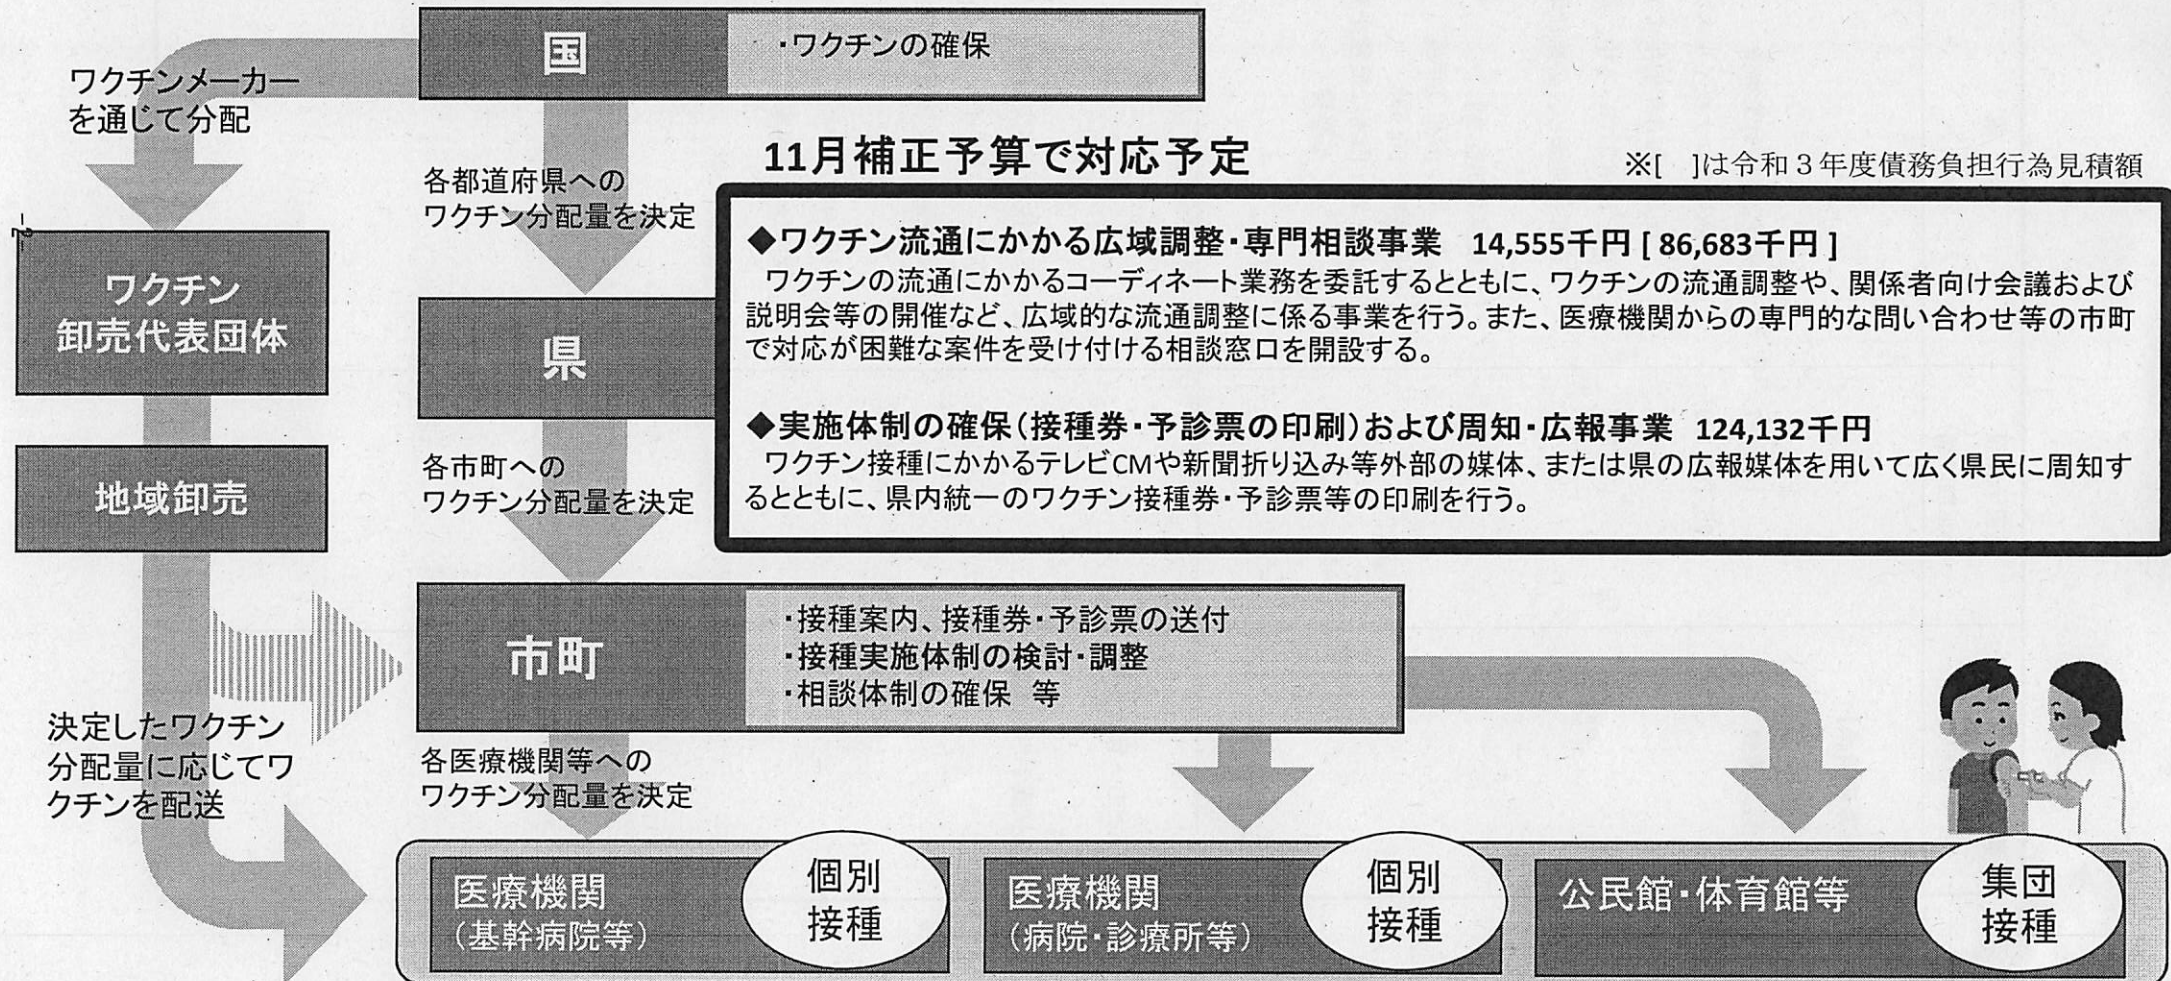 国
・ワクチンの確保
ワクチンメーカー
を通じて分配
各都道府県への
ワクチン分配量を決定
11月補正予算で対応予定
※[　]は令和３年度債務負担行為見積額
-2-
ワクチン
卸売代表団体
地域卸売
県
◆ワクチン流通にかかる広域調整・専門相談事業　14,555千円 [ 86,683千円 ]
ワクチンの流通にかかるコーディネート業務を委託するとともに、ワクチンの流通調整や、関係者向け会議および
説明会等の開催など、広域的な流通調整に係る事業を行う。また、医療機関からの専門的な問い合わせ等の市町
で対応が困難な案件を受け付ける相談窓口を開設する。
◆実施体制の確保（接種券・予診票の印刷）および周知・広報事業　124,132千円
ワクチン接種にかかるテレビCMや新聞折り込み等外部の媒体、または県の広報媒体を用いて広く県民に周知す
るとともに、県内統一のワクチン接種券・予診票等の印刷を行う。
各市町への
ワクチン分配量を決定
市町
・接種案内、接種券・予診票の送付
・接種実施体制の検討・調整
・相談体制の確保　等
決定したワクチン
分配量に応じてワ
クチンを配送
各医療機関等への
ワクチン分配量を決定
医療機関
（基幹病院等）
個別
接種
医療機関
（病院・診療所等）
個別
接種
公民館・体育館等
集団
接種